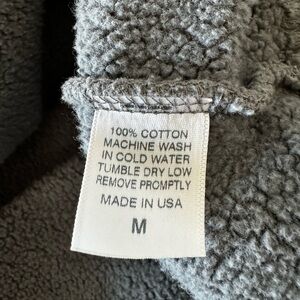 100% COTTON
MACHINE WASH
IN COLD WATER
TUMBLE DRY LOW
REMOVE PROMPTLY
MADE IN USA
M